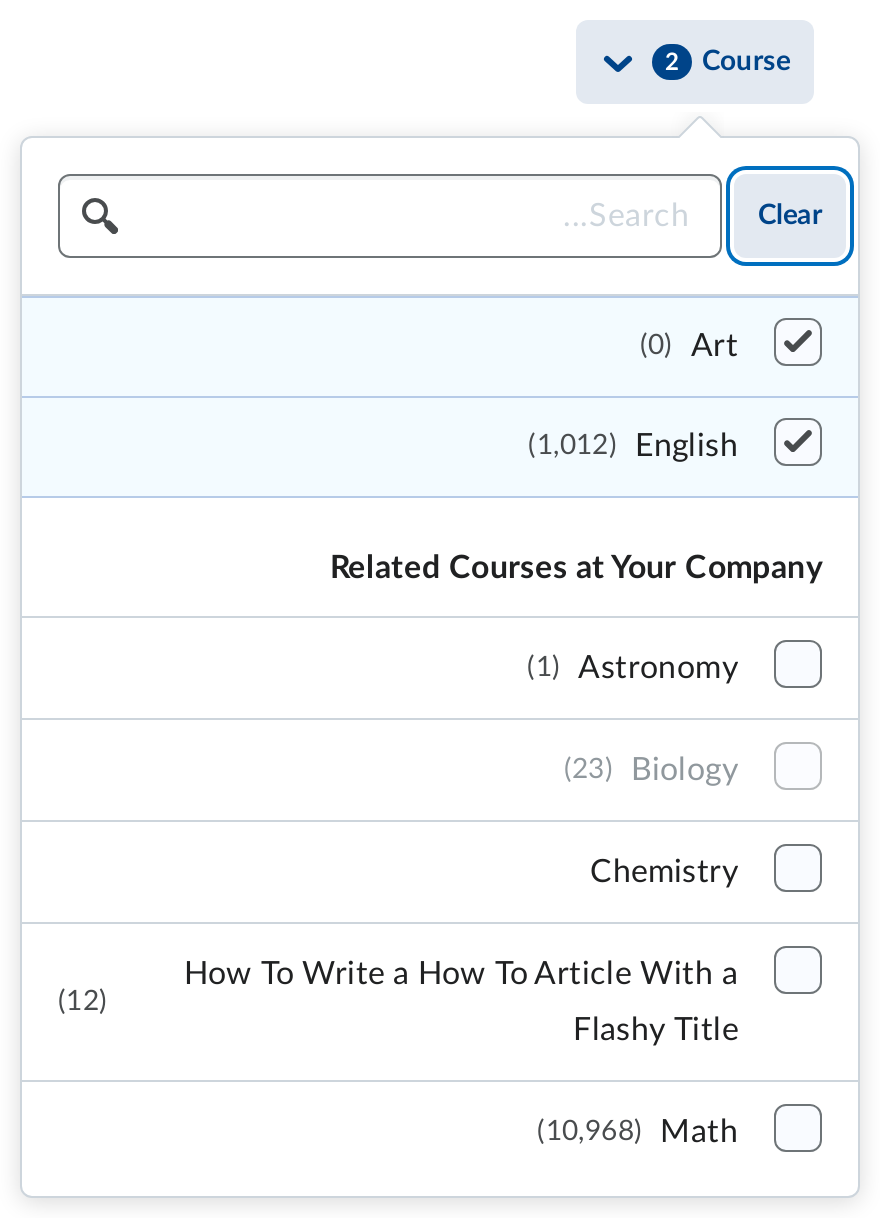 2 Course
...Search
Clear
Art (0)
English (1,012)
Related Courses at Your Company
Astronomy (1)
Biology (23)
Chemistry
How To Write a How To Article With a
Flashy Title
(12)
Math (10,968)